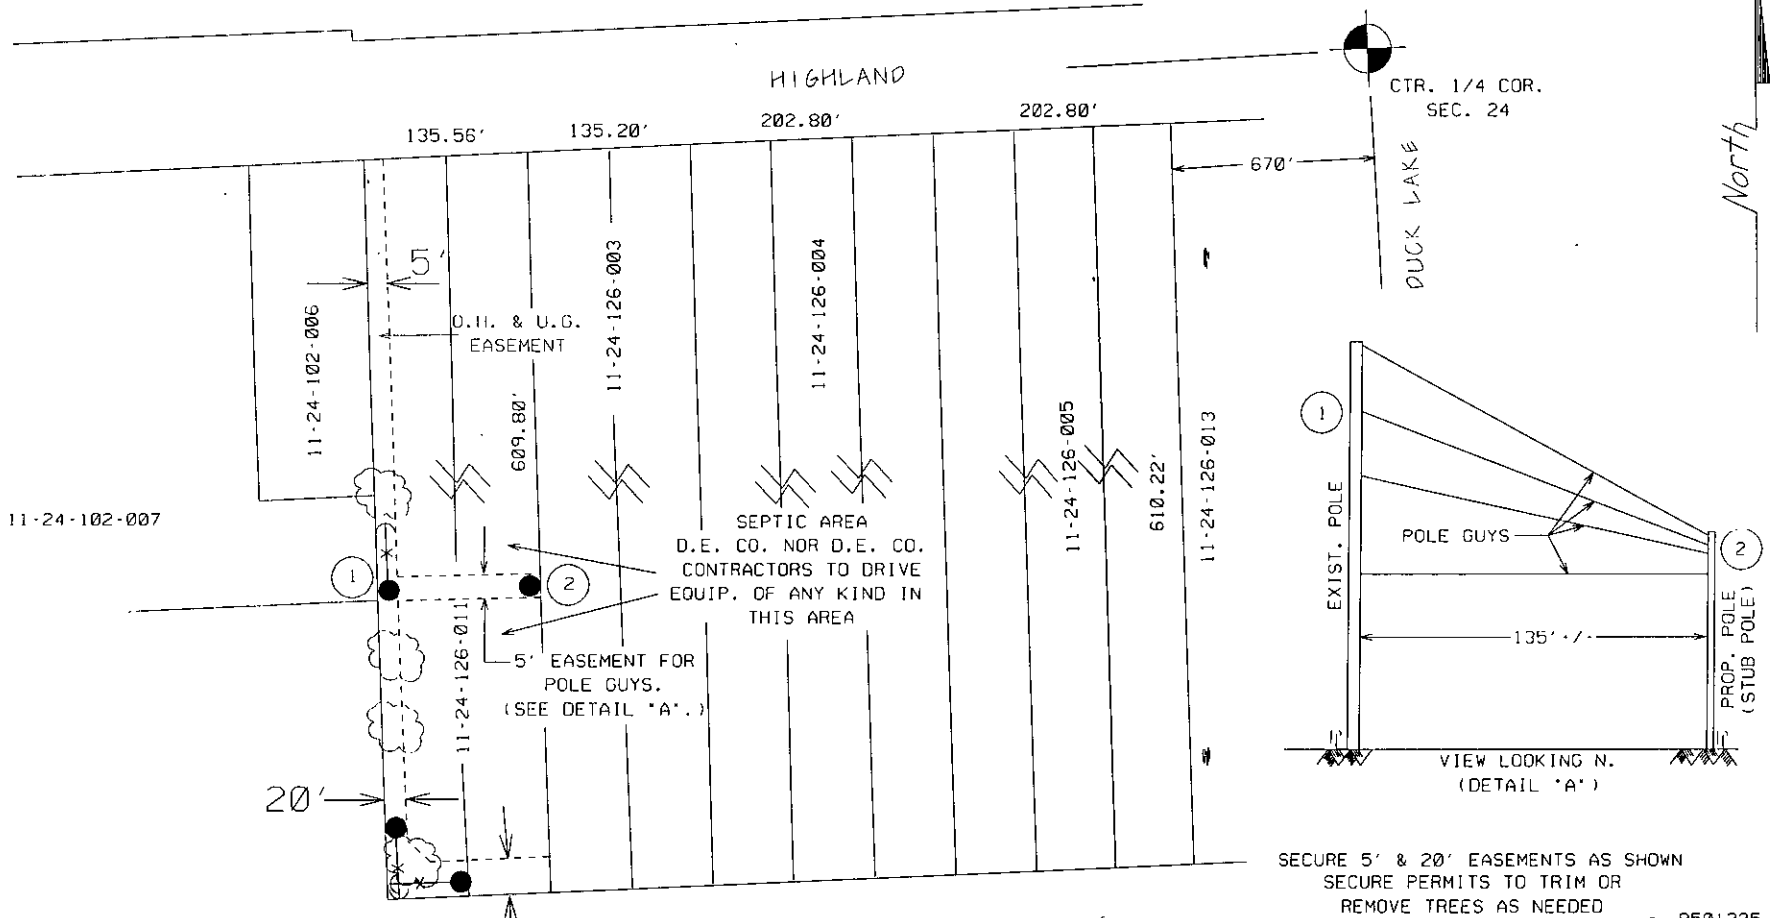 HIGHLAND
CTR. 1/4 COR.
SEC. 24
North
135.56'
135.20'
202.80'
202.80'
670'
DUCK LAKE
5'
O.H. & U.G.
EASEMENT
11-24-102-006
11-24-126-003
11-24-126-004
609.80'
11-24-126-005
610.22'
11-24-126-013
11-24-102-007
SEPTIC AREA
D.E. CO. NOR D.E. CO.
CONTRACTORS TO DRIVE
EQUIP. OF ANY KIND IN
THIS AREA
1
2
11-24-126-011
5' EASEMENT FOR
POLE GUYS.
(SEE DETAIL "A".)
20'
1
EXIST. POLE
POLE GUYS
2
135' +/-
PROP. POLE
(STUB POLE)
VIEW LOOKING N.
(DETAIL "A")
SECURE 5' & 20' EASEMENTS AS SHOWN
SECURE PERMITS TO TRIM OR
REMOVE TREES AS NEEDED